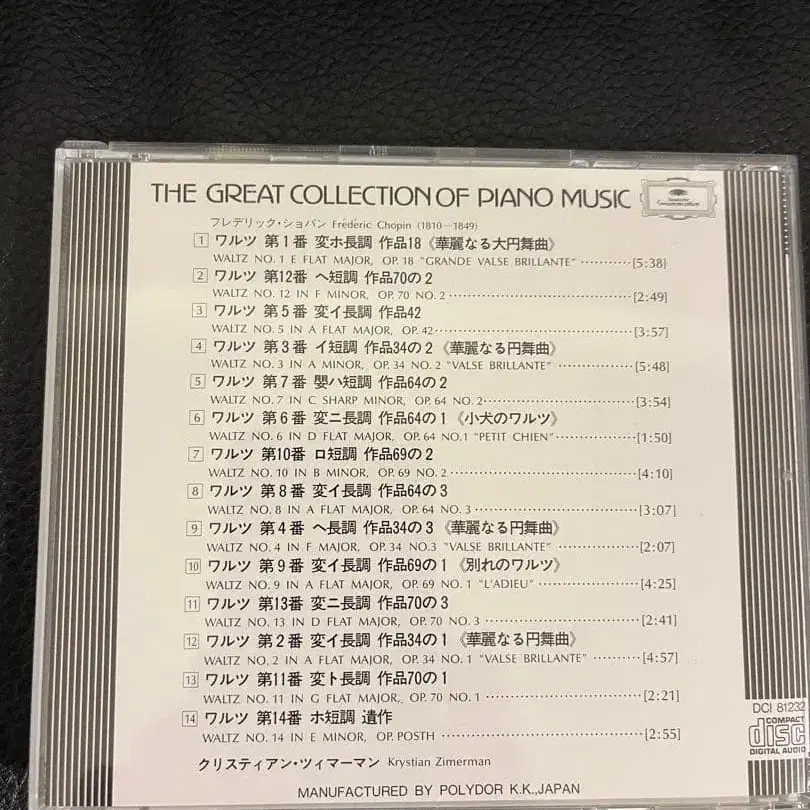 THE GREAT COLLECTION OF PIANO MUSIC
Deutsche Grammophon
フレデリック・ショパン Frédéric Chopin (1810—1849)
1 ワルツ 第1番 変ホ長調 作品18《華麗なる大円舞曲》
WALTZ NO. 1 E FLAT MAJOR, OP. 18 "GRANDE VALSE BRILLANTE" ··········[5:38]
2 ワルツ 第12番 ヘ短調 作品70の2
WALTZ NO. 12 IN F MINOR, OP. 70 NO. 2 ··········[2:49]
3 ワルツ 第5番 変イ長調 作品42
WALTZ NO. 5 IN A FLAT MAJOR, OP. 42 ··········[3:57]
4 ワルツ 第3番 イ短調 作品34の2《華麗なる円舞曲》
WALTZ NO. 3 IN A MINOR, OP. 34 NO. 2 "VALSE BRILLANTE" ··········[5:48]
5 ワルツ 第7番 嬰ハ短調 作品64の2
WALTZ NO. 7 IN C SHARP MINOR, OP. 64 NO. 2 ··········[3:54]
6 ワルツ 第6番 変ニ長調 作品64の1《小犬のワルツ》
WALTZ NO. 6 IN D FLAT MAJOR, OP. 64 NO.1 "PETIT CHIEN" ··········[1:50]
7 ワルツ 第10番 ロ短調 作品69の2
WALTZ NO. 10 IN B MINOR, OP. 69 NO. 2 ··········[4:10]
8 ワルツ 第8番 変イ長調 作品64の3
WALTZ NO. 8 IN A FLAT MAJOR, OP. 64 NO. 3 ··········[3:07]
9 ワルツ 第4番 ヘ長調 作品34の3《華麗なる円舞曲》
WALTZ NO. 4 IN F MAJOR, OP. 34 NO.3 "VALSE BRILLANTE" ··········[2:07]
10 ワルツ 第9番 変イ長調 作品69の1《別れのワルツ》
WALTZ NO. 9 IN A FLAT MAJOR, OP. 69 NO. 1 "L'ADIEU" ··········[4:25]
11 ワルツ 第13番 変ニ長調 作品70の3
WALTZ NO. 13 IN D FLAT MAJOR, OP. 70 NO. 3 ··········[2:41]
12 ワルツ 第2番 変イ長調 作品34の1《華麗なる円舞曲》
WALTZ NO. 2 IN A FLAT MAJOR, OP. 34 NO. 1 "VALSE BRILLANTE" ··········[4:57]
13 ワルツ 第11番 変ト長調 作品70の1
WALTZ NO. 11 IN G FLAT MAJOR, OP. 70 NO. 1 ··········[2:21]
14 ワルツ 第14番 ホ短調 遺作
WALTZ NO. 14 IN E MINOR, OP. POSTH ··········[2:55]
クリスティアン・ツィマーマン Krystian Zimerman
MANUFACTURED BY POLYDOR K.K.,JAPAN
DCI 81232
COMPACT
disc
DIGITAL AUDIO